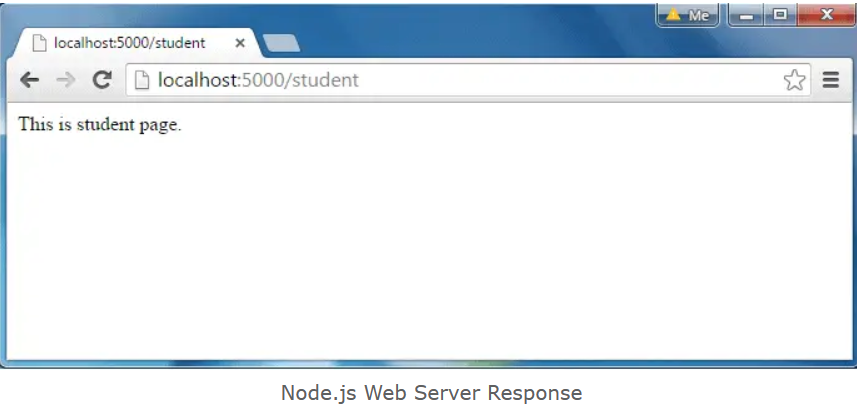 Me
localhost:5000/student
localhost:5000/student
This is student page.
Node.js Web Server Response